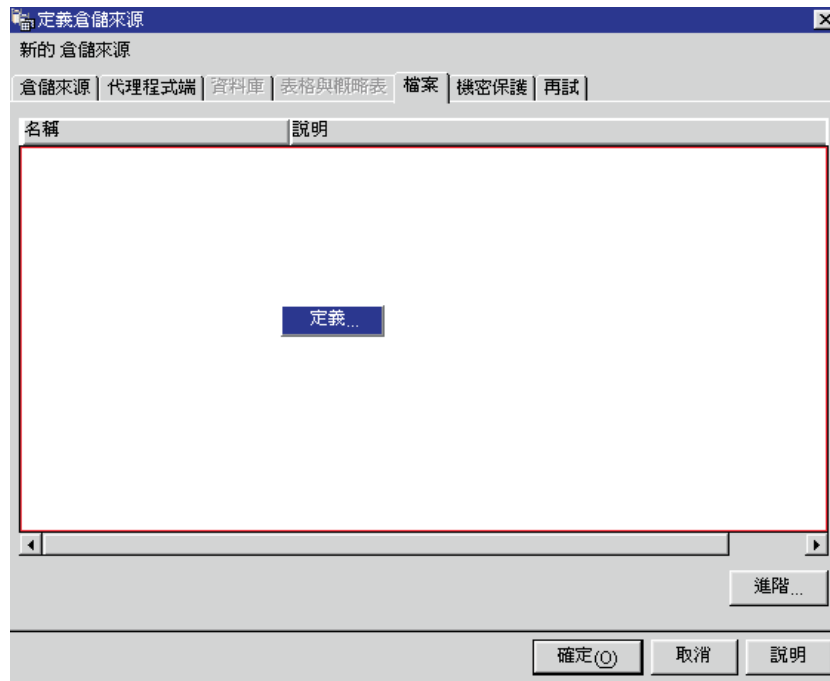 定義倉儲來源
新的 倉儲來源
倉儲來源 代理程式端 資料庫 表格與概略表 檔案 機密保護 再試
名稱 說明
定義...
進階...
確定(O) 取消 說明